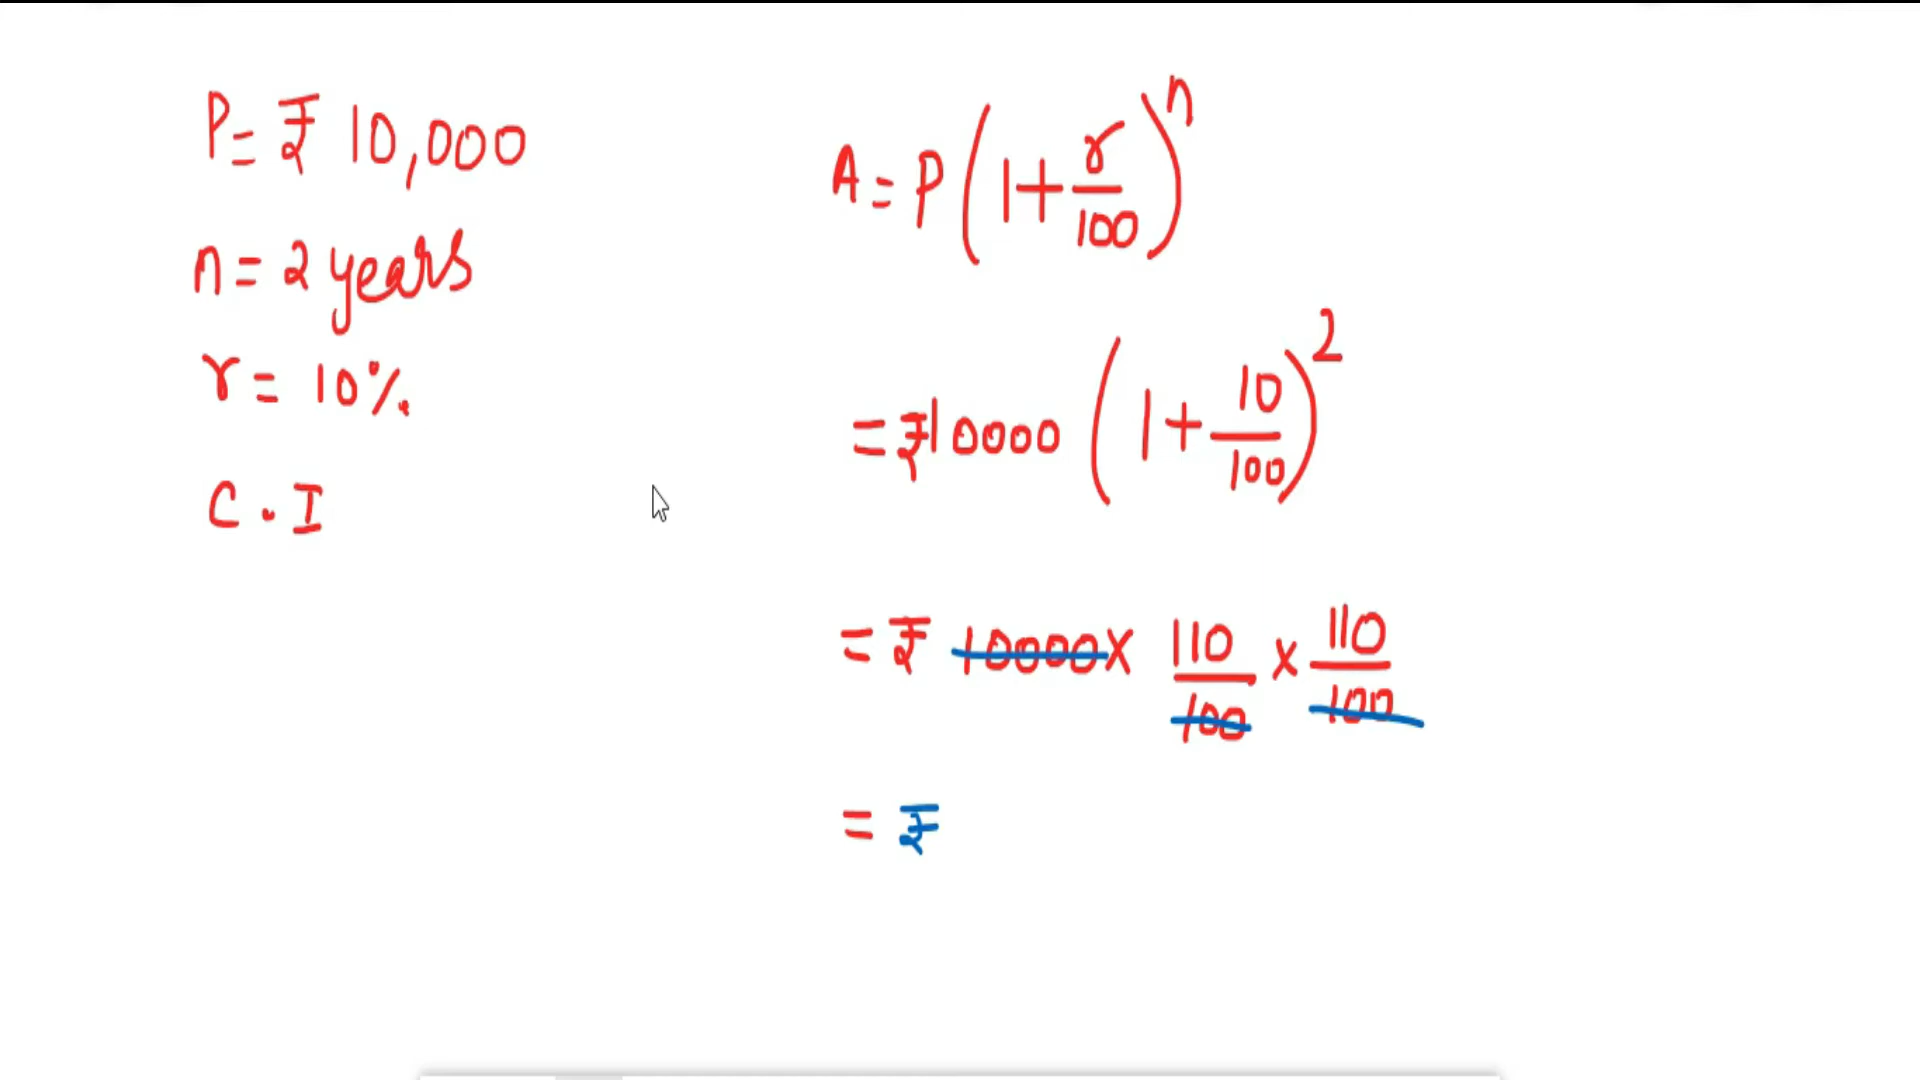 P = ₹ 10,000
n = 2 years
r = 10%.
C . I
A = P(1+r/100)^n
= ₹10000 (1+10/100)^2
= ₹ 10000 x 110/100 x 110/100
= ₹